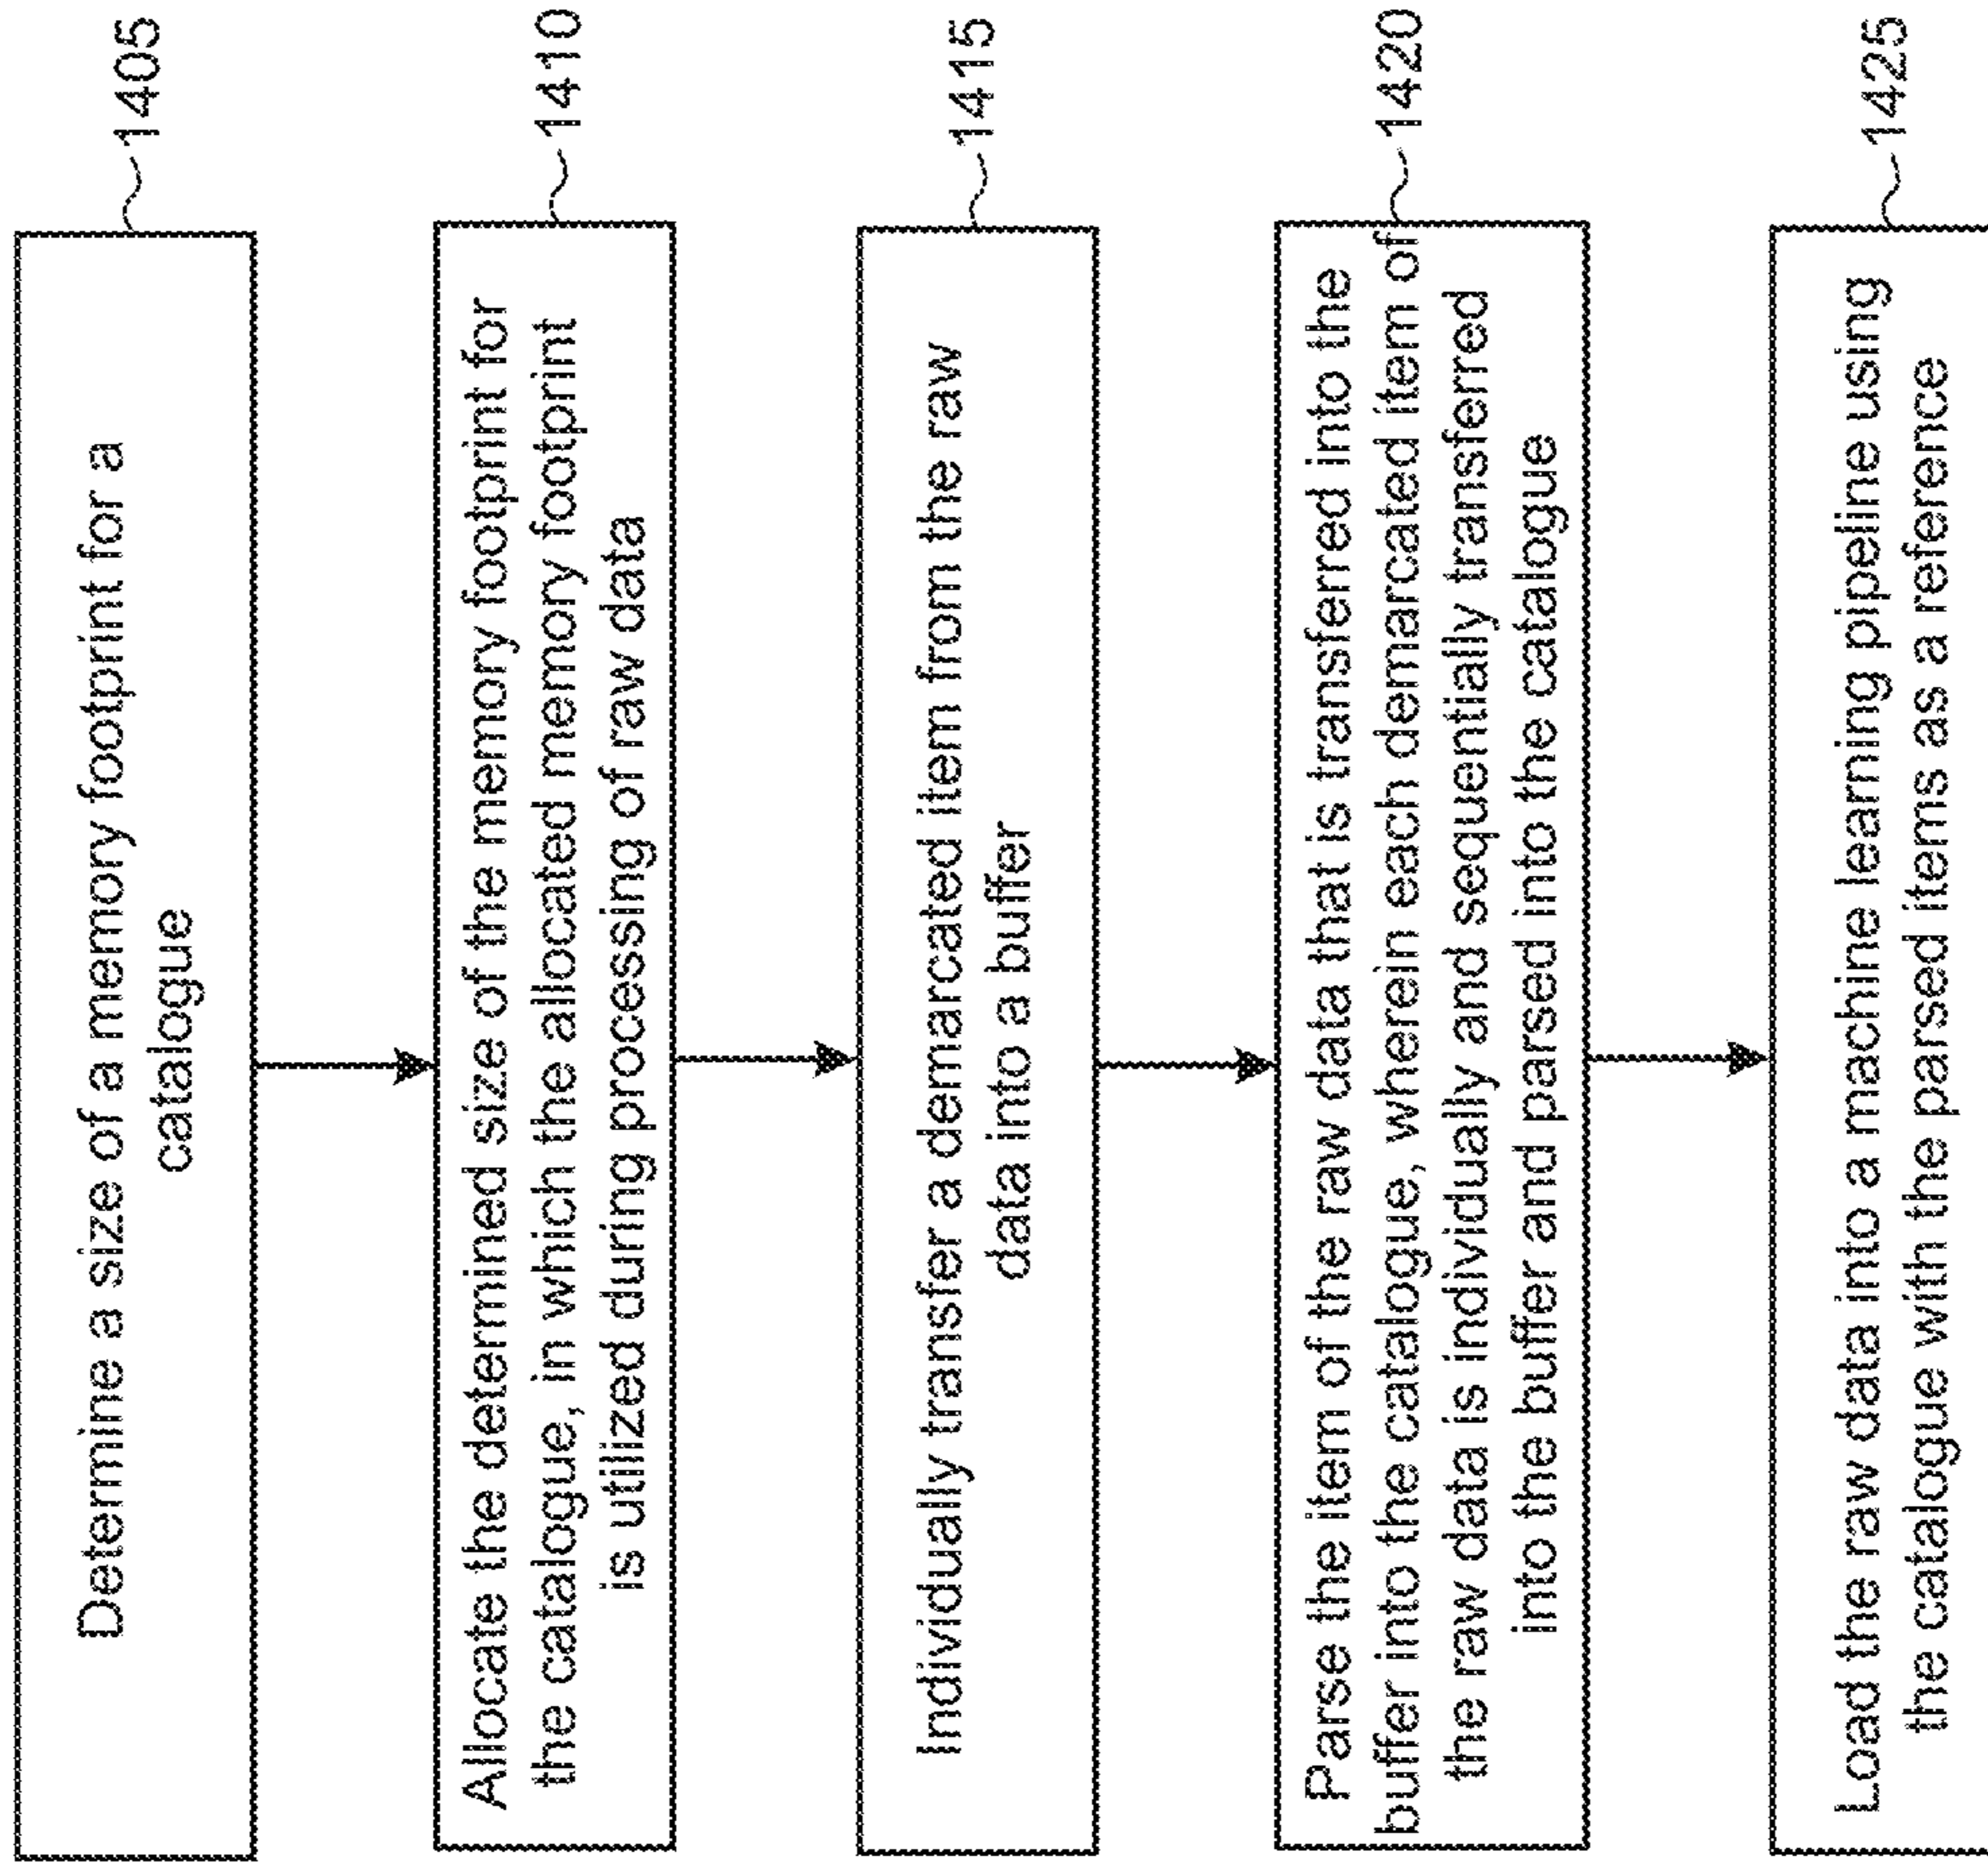 Determine a size of a memory footprint for a
catalogue
1405
Allocate the determined size of the memory footprint for
the catalogue, in which the allocated memory footprint
is utilized during processing of raw data
1410
Individually transfer a demarcated item from the raw
data into a buffer
1415
Parse the item of the raw data that is transferred into the
buffer into the catalogue, wherein each demarcated item of
the raw data is individually and sequentially transferred
into the buffer and parsed into the catalogue
1420
Load the raw data into a machine learning pipeline using
the catalogue with the parsed items as a reference
1425